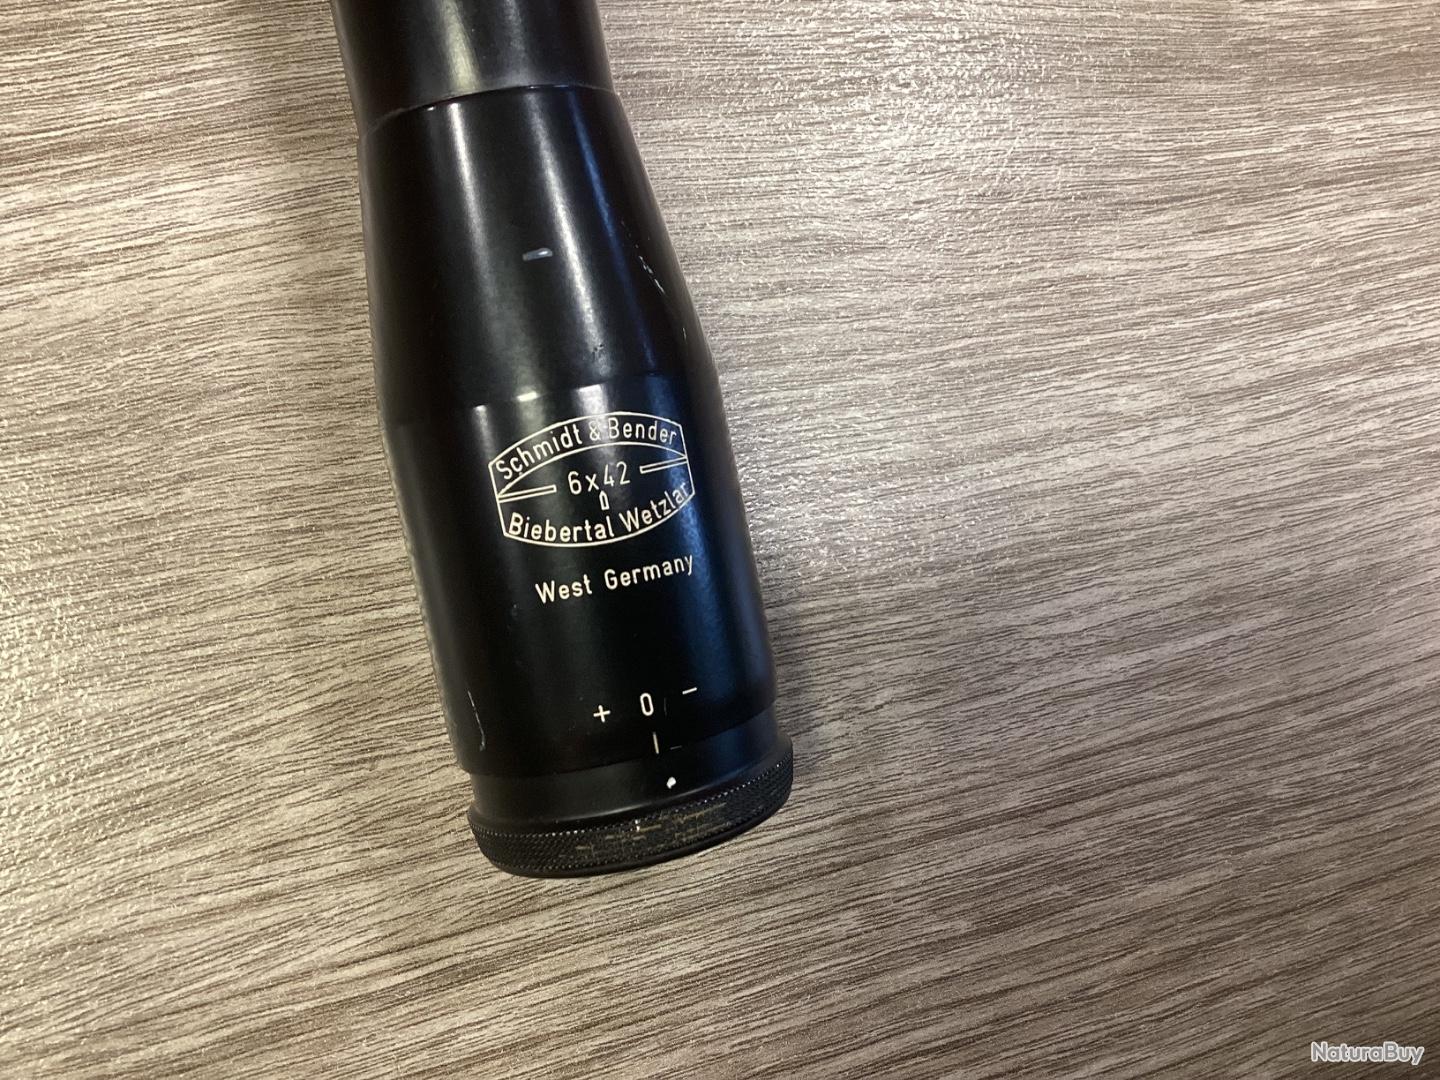 Schmidt & Bender
6x42
Biebertal Wetzlar
West Germany
+ 0 -
NaturaBuy